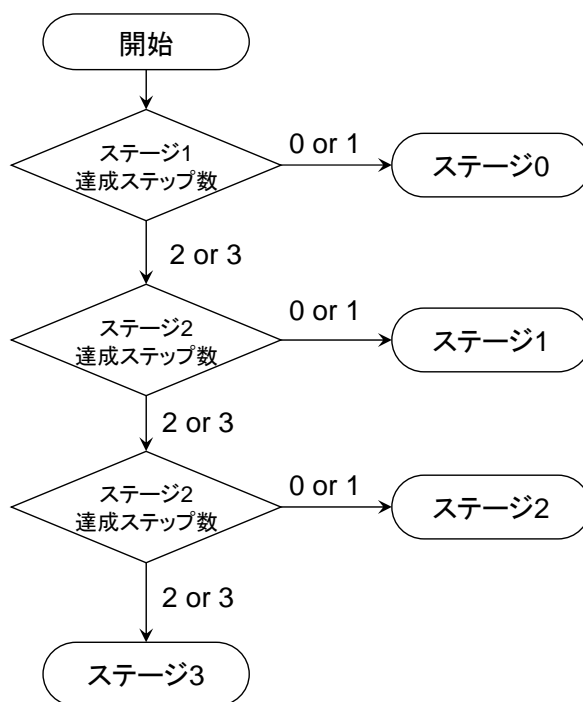 開始
ステージ1
達成ステップ数
0 or 1
ステージ0
2 or 3
ステージ2
達成ステップ数
0 or 1
ステージ1
2 or 3
ステージ2
達成ステップ数
0 or 1
ステージ2
2 or 3
ステージ3